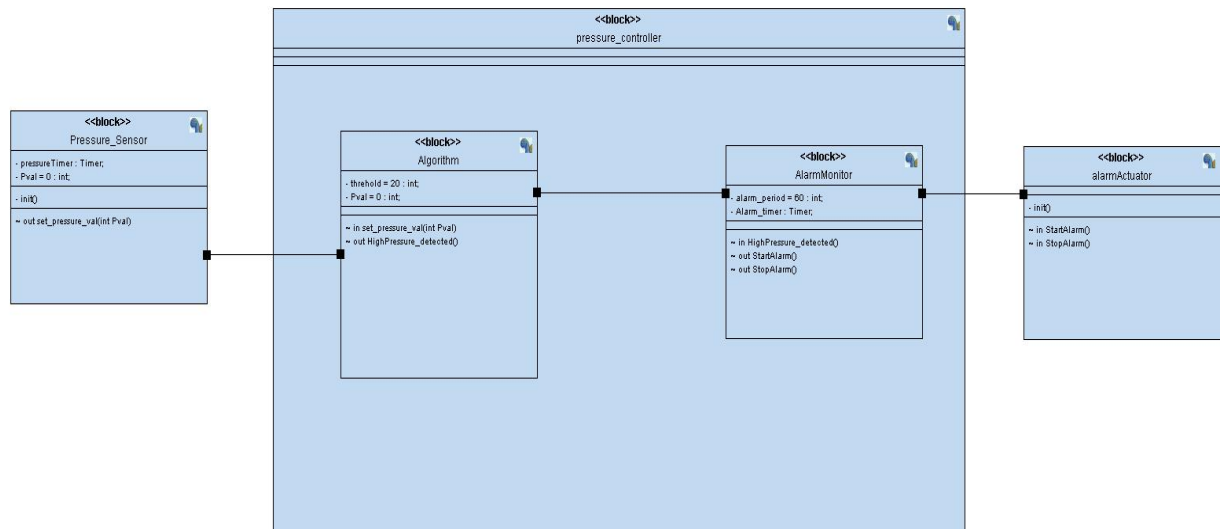 <<block>>
pressure_controller
<<block>>
Pressure_Sensor
- pressureTimer : Timer;
- Pval = 0 : int;
- init()
~ out set_pressure_val(int Pval)
<<block>>
Algorithm
- threhold = 20 : int;
- Pval = 0 : int;
~ in set_pressure_val(int Pval)
~ out HighPressure_detected()
<<block>>
AlarmMonitor
- alarm_period = 60 : int;
- Alarm_timer : Timer;
~ in HighPressure_detected()
~ out StartAlarm()
~ out StopAlarm()
<<block>>
alarmActuator
- init()
~ in StartAlarm()
~ in StopAlarm()